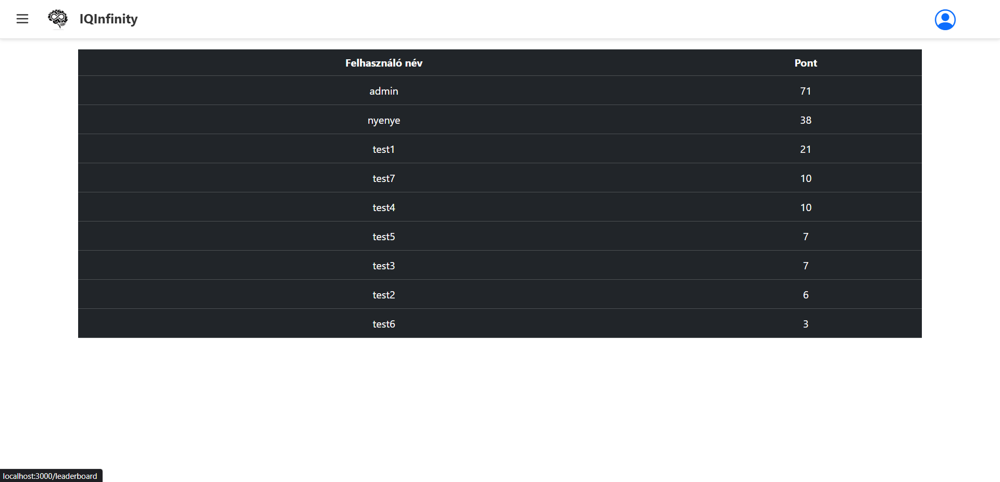 IQInfinity
Felhasználó név Pont
admin 71
nyenye 38
test1 21
test7 10
test4 10
test5 7
test3 7
test2 6
test6 3
localhost:3000/leaderboard